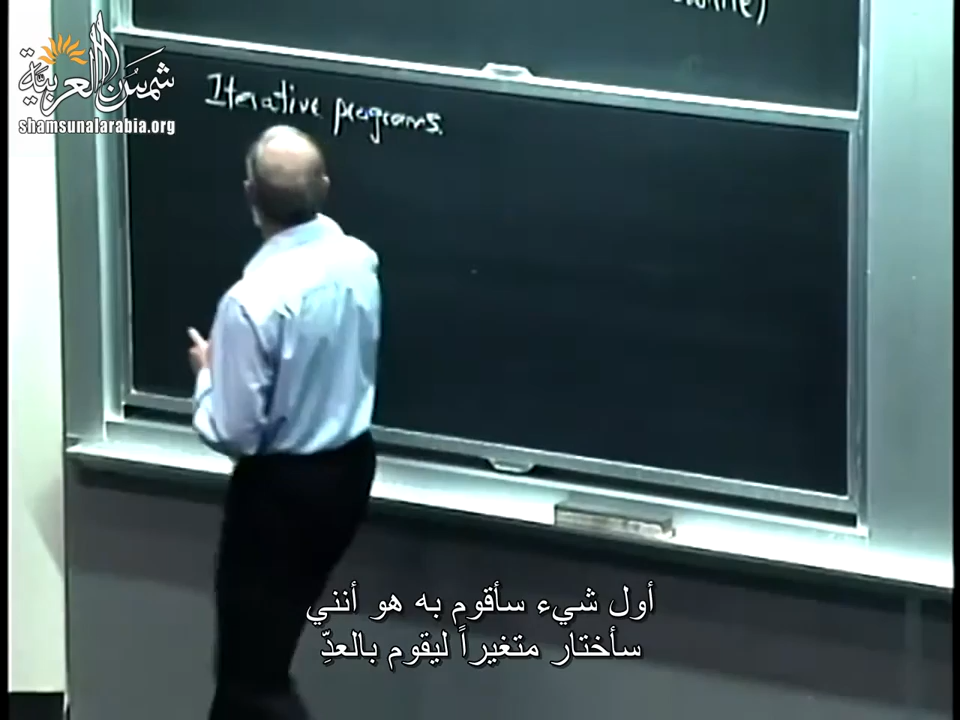 شمس العربية
shamsunalarabia.org
Iterative programs.
أول شيء سأقوم به هو أنني
سأختار متغيراً ليقوم بالعدِّ